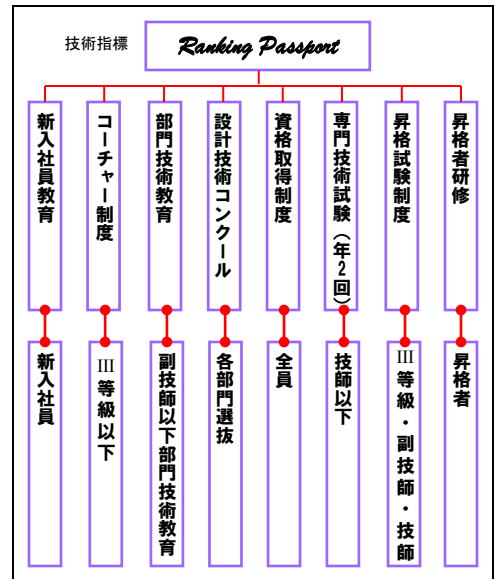 技術指標
Ranking Passport
新入社員教育
コーチャー制度
部門技術教育
設計技術コンクール
資格取得制度
専門技術試験（年2回）
昇格試験制度
昇格者研修
新入社員
III等級以下
副技師以下部門技術教育
各部門選抜
全員
技師以下
III等級・副技師・技師
昇格者